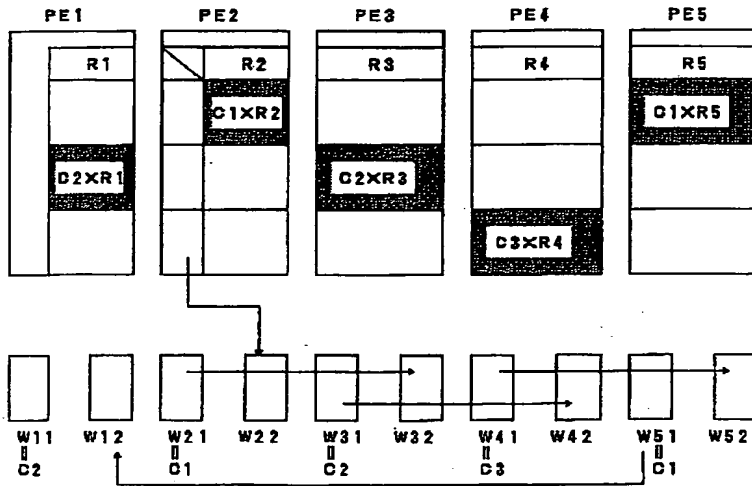 PE1 PE2 PE3 PE4 PE5
R1 R2 R3 R4 R5
C1×R2 C1×R5
C2×R1 C2×R3
C3×R4
W11 W12 W21 W22 W31 W32 W41 W42 W51 W52
C2 C1 C2 C3 C1